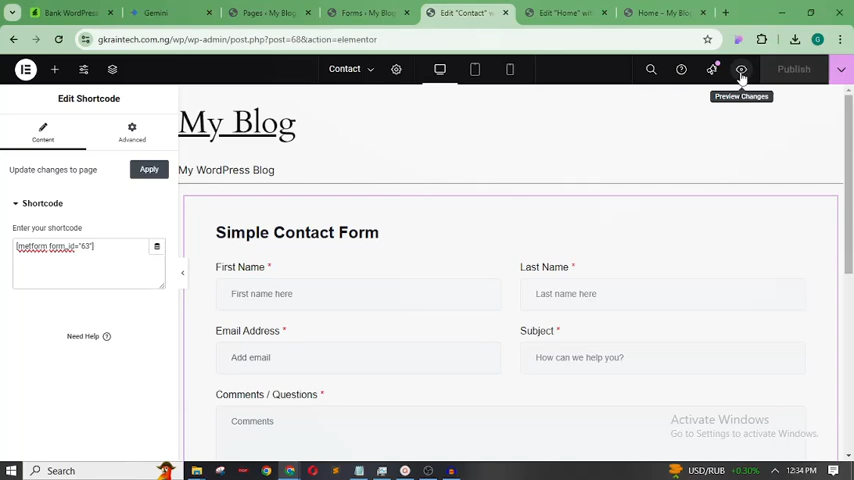 Bank WordPress
Gemini
Pages ‹ My Blog
Forms ‹ My Blog
Edit "Contact" w
Edit "Home" wit
Home – My Blog
gkraintech.com.ng/wp/wp-admin/post.php?post=68&action=elementor
G
Contact
Publish
Preview Changes
Edit Shortcode
Content
Advanced
Update changes to page
Apply
Shortcode
Enter your shortcode
[metform form_id="63"]
Need Help
My Blog
My WordPress Blog
Simple Contact Form
First Name *
Last Name *
First name here
Last name here
Email Address *
Subject *
Add email
How can we help you?
Comments / Questions *
Comments
Activate Windows
Go to Settings to activate Windows.
Search
USD/RUB
+0.30%
12:34 PM